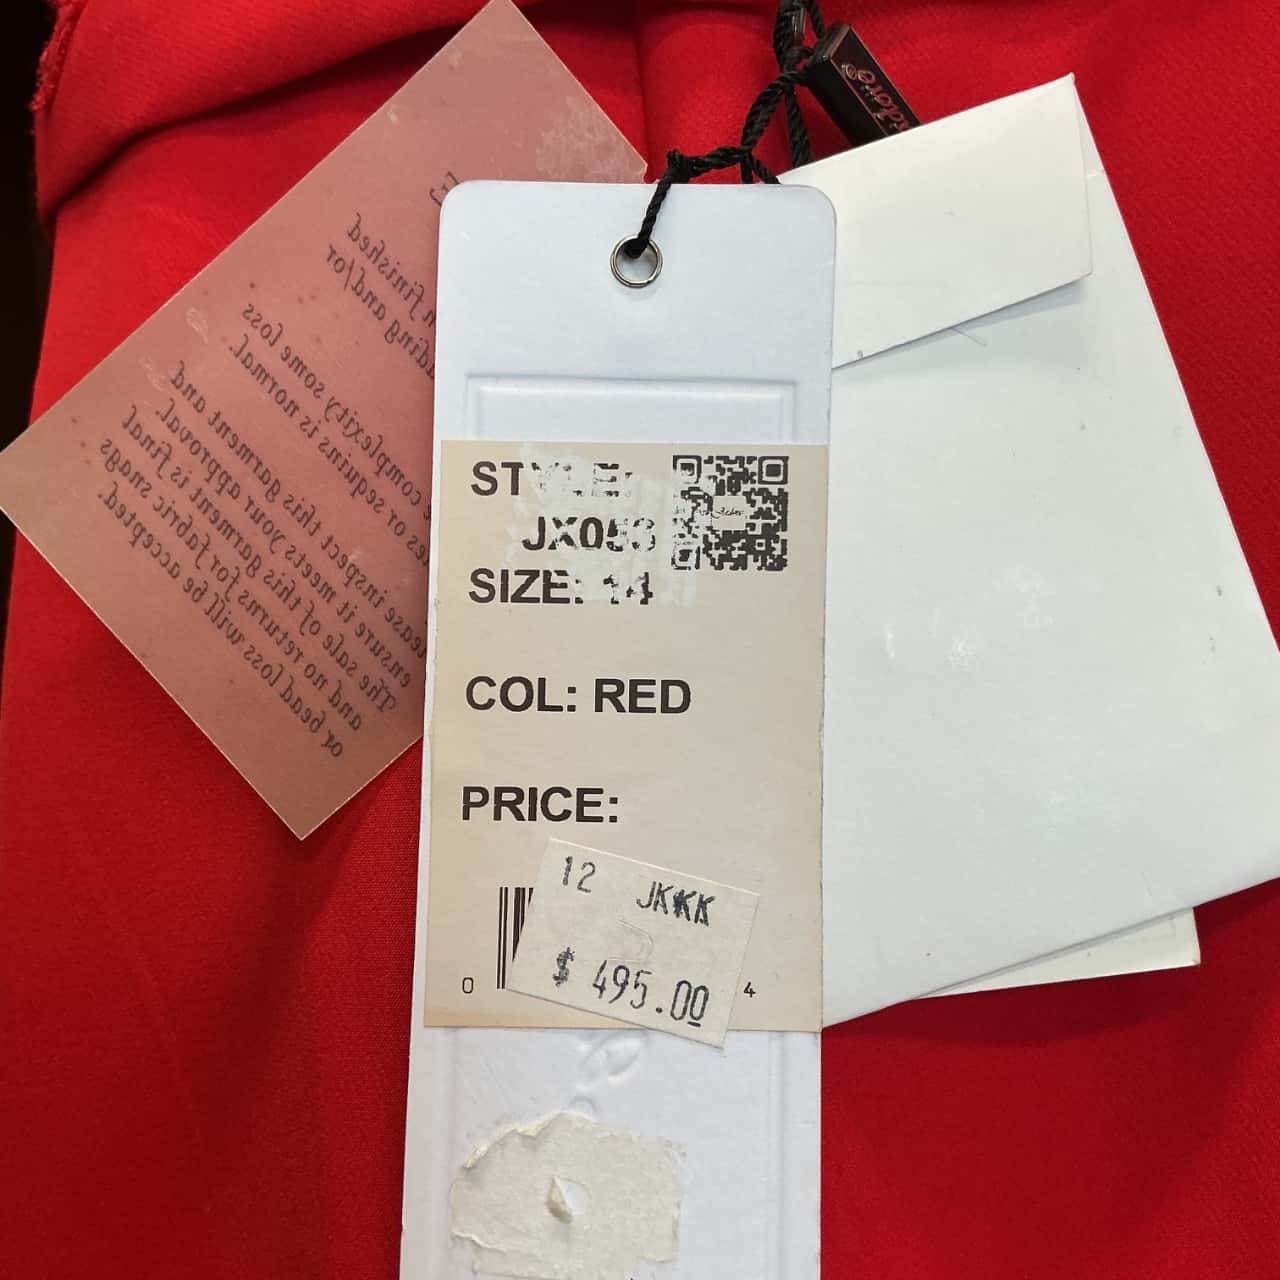 finished
and/or
complexity some loss
or sequins is normal.
inspect this garment and
ensure it meets your approval.
The sale of this garment is final
and no returns for fabric snags
or bead loss will be accepted.
STYLE:
JX053
SIZE: 14
COL: RED
PRICE:
12 JKKK
$ 495.00
0 4